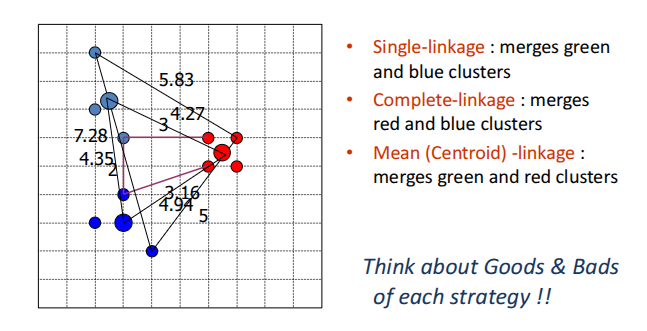 5.83
4.27
3
7.28
4.35
2
3.16
4.94
5
• Single-linkage : merges green
and blue clusters
• Complete-linkage : merges
red and blue clusters
• Mean (Centroid) -linkage :
merges green and red clusters
Think about Goods & Bads
of each strategy !!